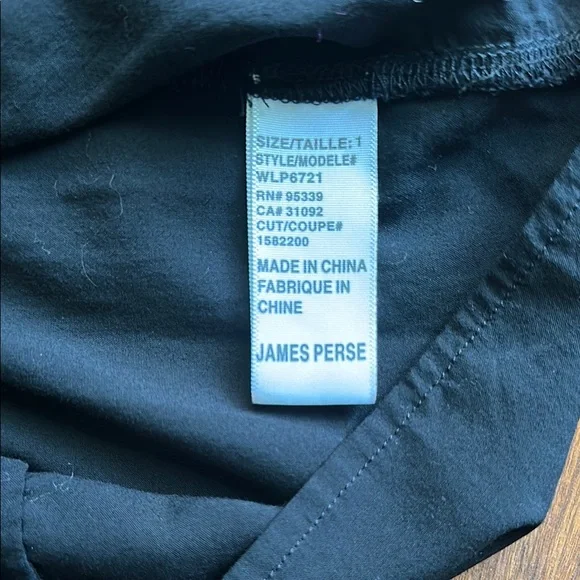 SIZE/TAILLE: 1
STYLE/MODELE#
WLP6721
RN# 95339
CA# 31092
CUT/COUPE#
1582200
MADE IN CHINA
FABRIQUE IN
CHINE
JAMES PERSE